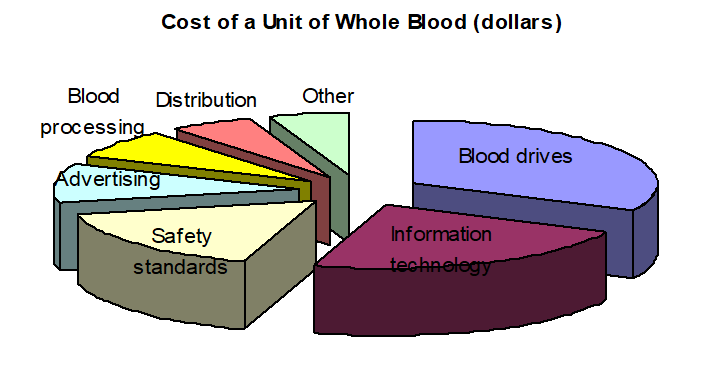 Cost of a Unit of Whole Blood (dollars)
Blood
processing
Distribution
Other
Blood drives
Advertising
Safety
standards
Information
technology